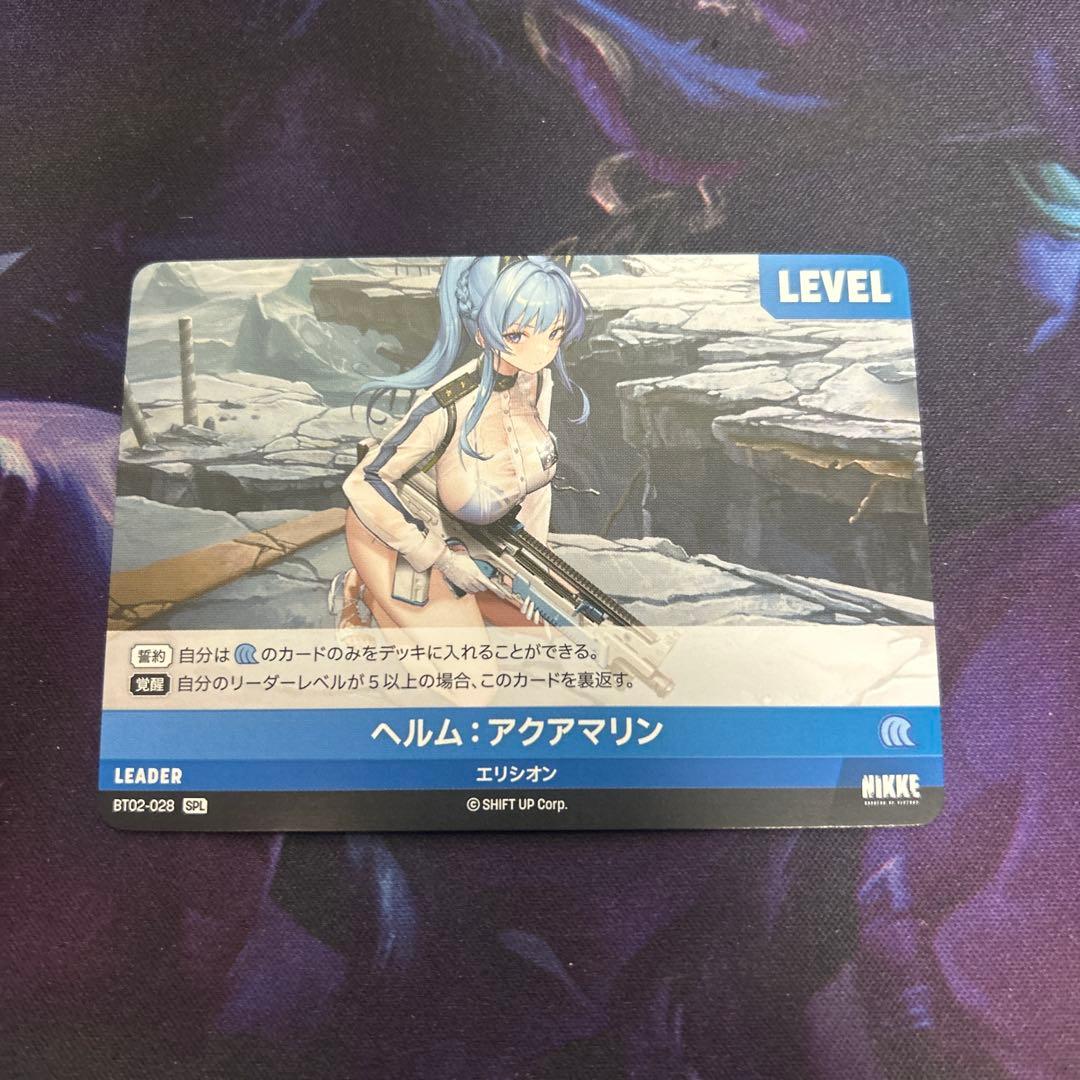 LEVEL
誓約 自分は のカードのみをデッキに入れることができる。
覚醒 自分のリーダーレベルが5以上の場合、このカードを裏返す。
ヘルム：アクアマリン
LEADER エリシオン NIKKE
BT02-028 SPL © SHIFT UP Corp.